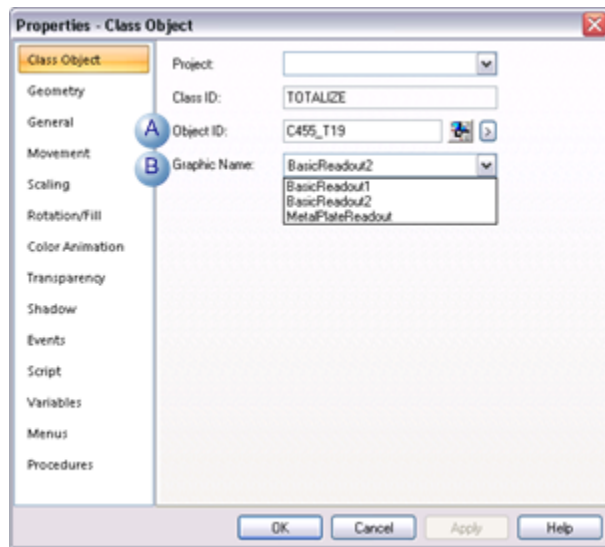 Properties - Class Object
Class Object
Geometry
General
Movement
Scaling
Rotation/Fill
Color Animation
Transparency
Shadow
Events
Script
Variables
Menus
Procedures
Project:
Class ID: TOTALIZE
A Object ID: C455_T19 >
B Graphic Name: BasicReadout2
BasicReadout1
BasicReadout2
MetalPlateReadout
OK Cancel Apply Help